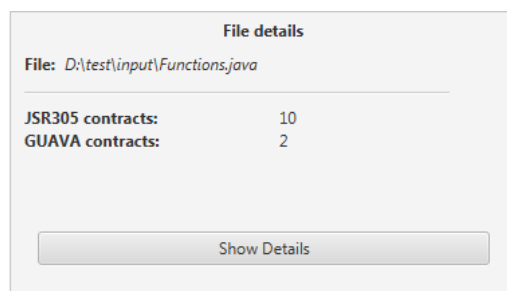 File details
File: D:\test\input\Functions.java
JSR305 contracts: 10
GUAVA contracts: 2
Show Details